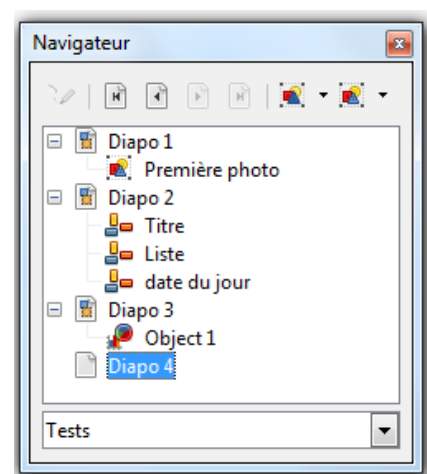 Navigateur
Diapo 1
Première photo
Diapo 2
Titre
Liste
date du jour
Diapo 3
Object 1
Diapo 4
Tests